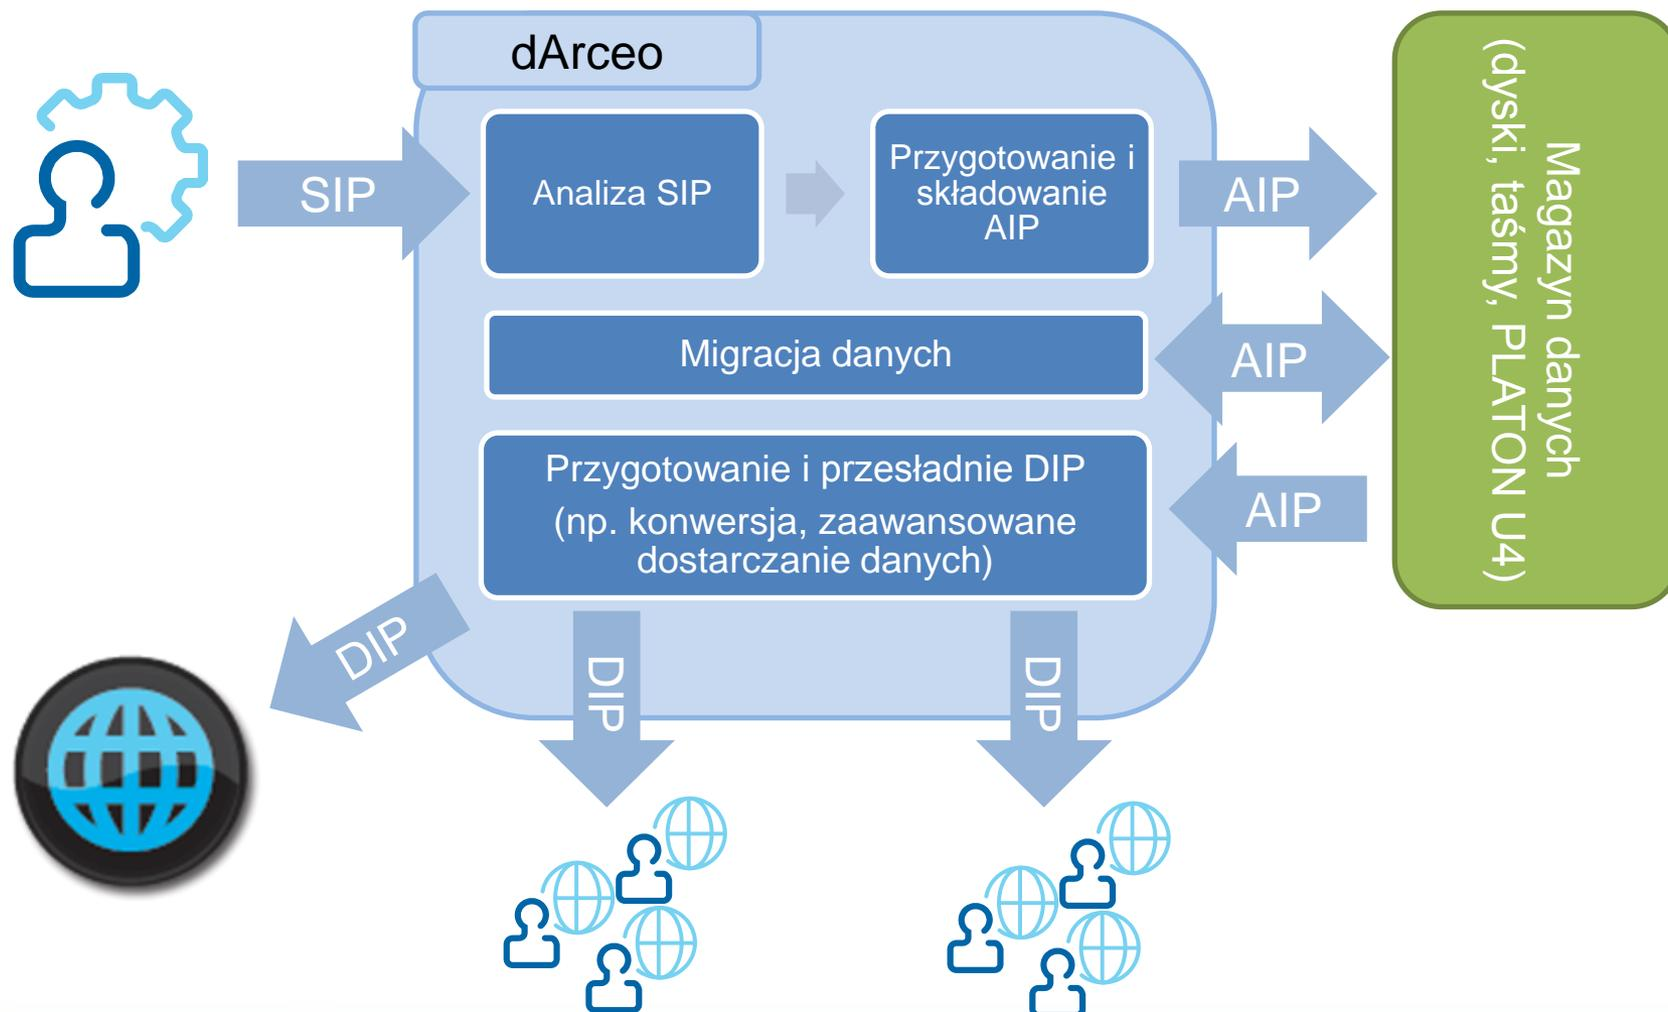 dArceo
SIP
Analiza SIP
Przygotowanie i
składowanie
AIP
AIP
Magazyn danych
(dyski, taśmy, PLATON U4)
Migracja danych
AIP
Przygotowanie i przesładnie DIP
(np. konwersja, zaawansowane
dostarczanie danych)
AIP
DIP
DIP
DIP